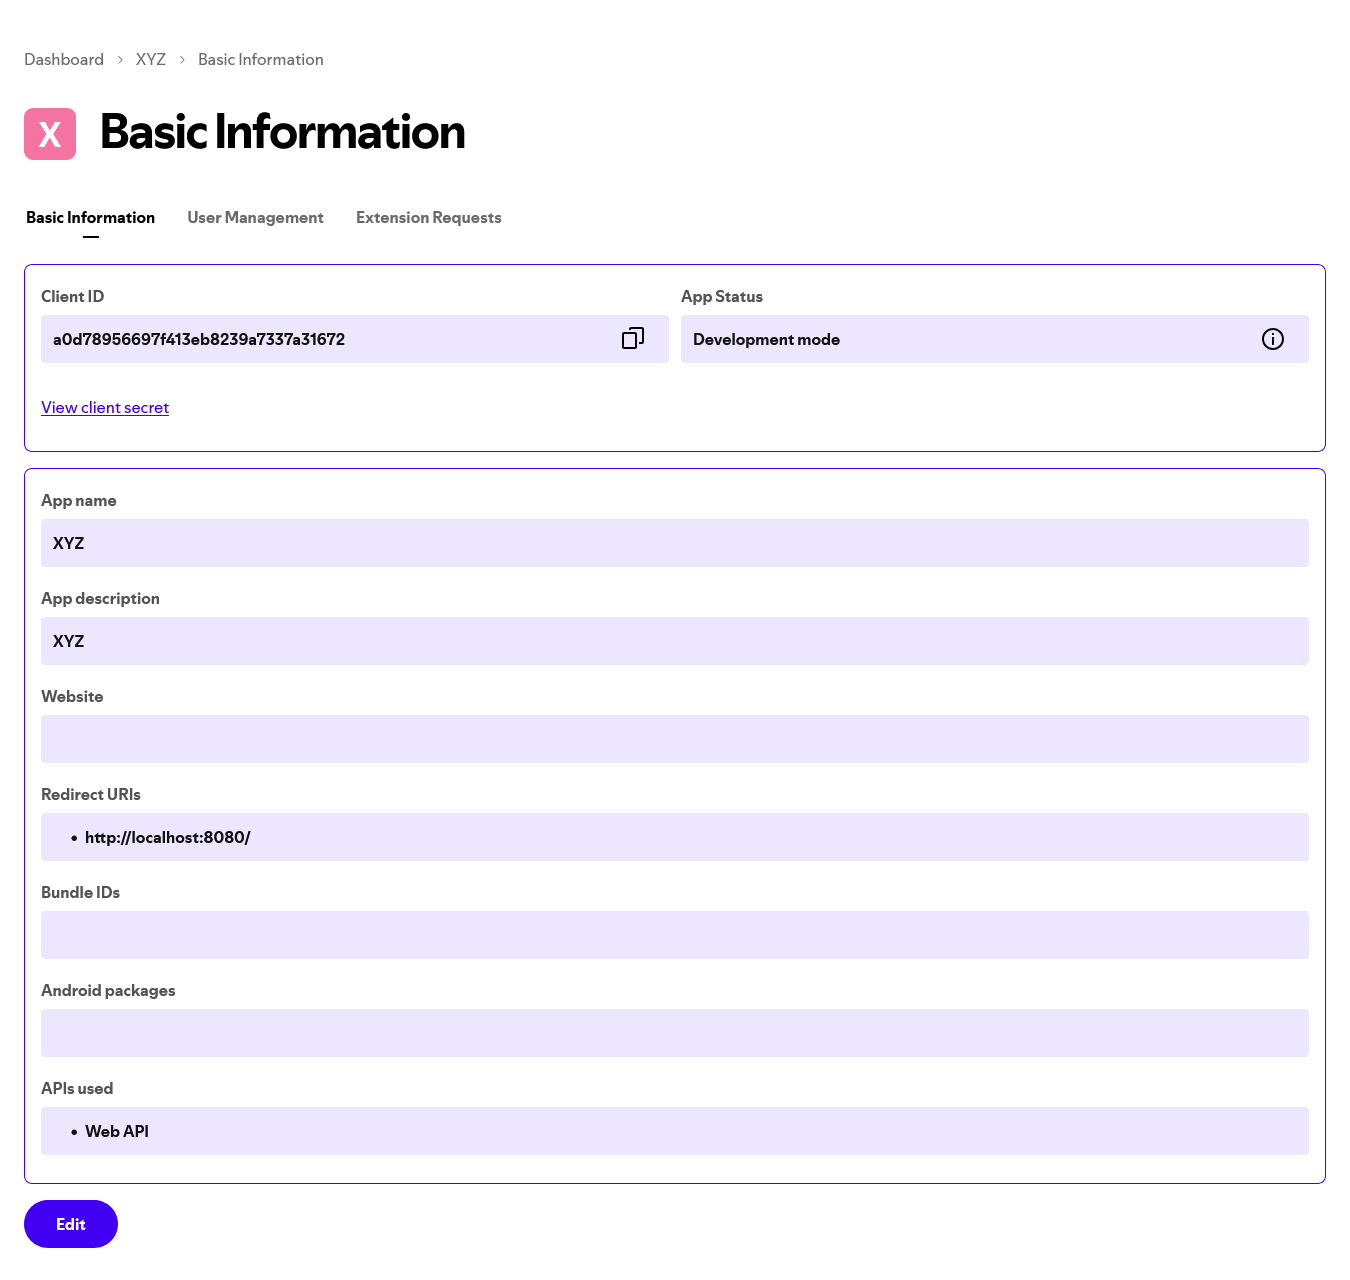 Dashboard > XYZ > Basic Information
X Basic Information
Basic Information User Management Extension Requests
Client ID App Status
a0d78956697f413eb8239a7337a31672 Development mode
View client secret
App name
XYZ
App description
XYZ
Website
Redirect URIs
• http://localhost:8080/
Bundle IDs
Android packages
APIs used
• Web API
Edit